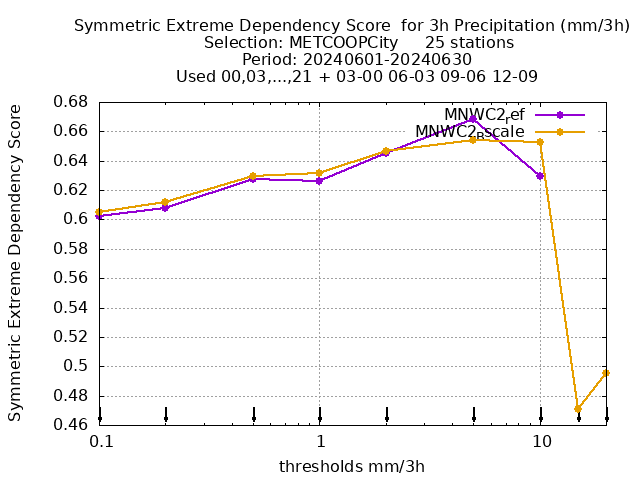 Symmetric Extreme Dependency Score  for 3h Precipitation (mm/3h)
Selection: METCOOPCity     25 stations
Period: 20240601-20240630
Used 00,03,...,21 + 03-00 06-03 09-06 12-09
Symmetric Extreme Dependency Score
0.68
0.66
0.64
0.62
0.6
0.58
0.56
0.54
0.52
0.5
0.48
0.46
MNWC2ref
MNWC2Rscale
0.1
1
10
thresholds mm/3h